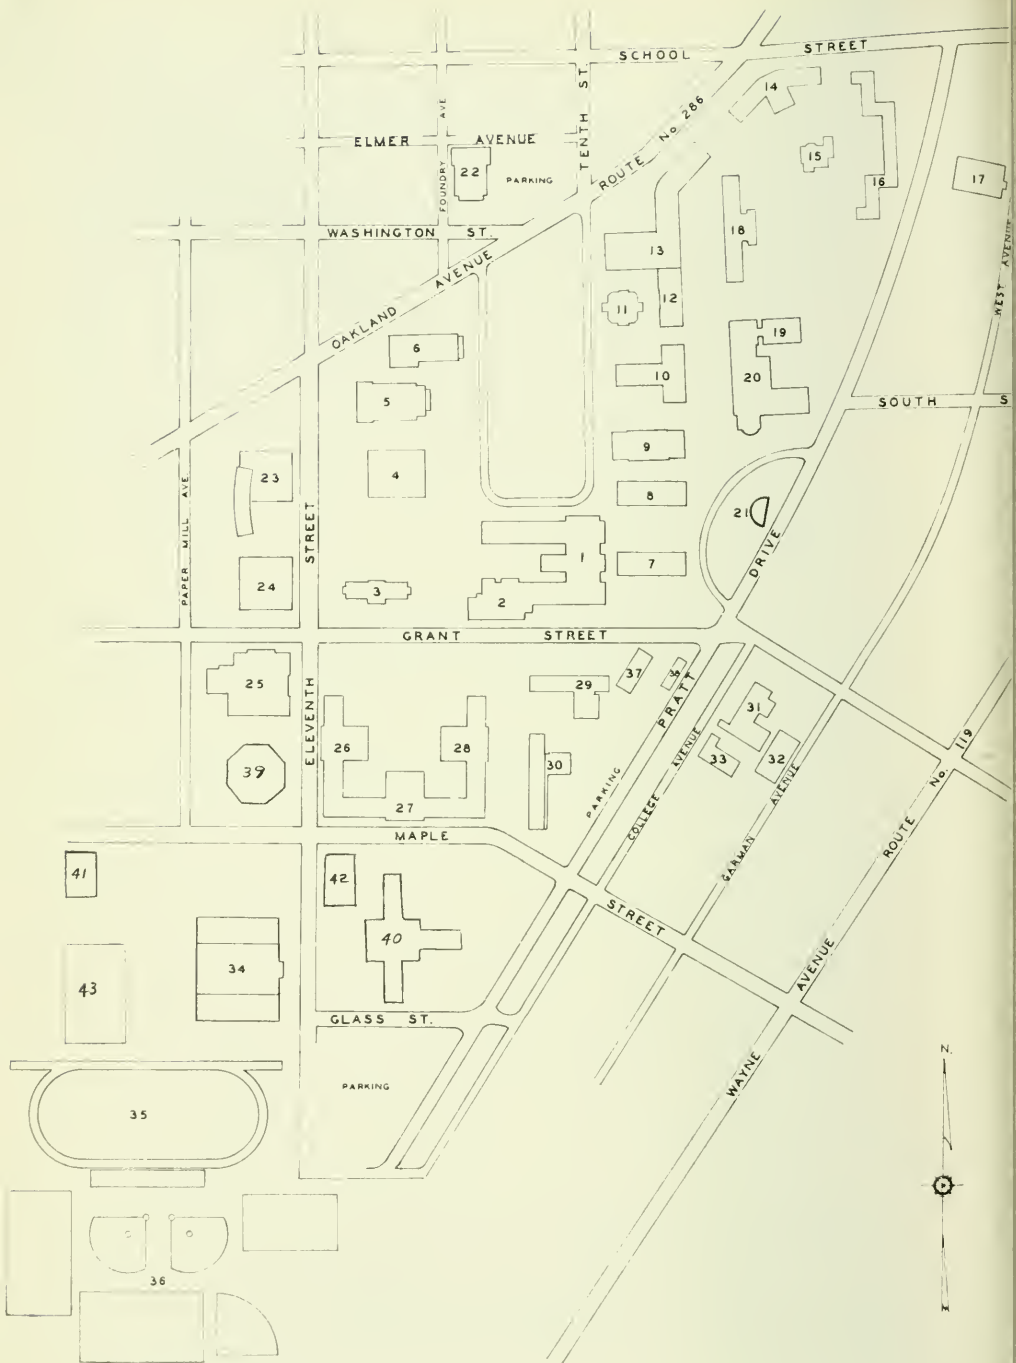 SCHOOL STREET
TENTH ST.
ROUTE No 286
14
FOUNDRY AVE
ELMER AVENUE
22
PARKING
15
16
17
WASHINGTON ST.
18
13
WEST AVENUE
OAKLAND AVENUE
12
11
6
19
20
10
5
SOUTH S
9
23
4
8
21
PAPER MILL AVE.
ELEVENTH STREET
1
7
DRIVE
24
3
2
GRANT STREET
25
29
37
PRATT
31
26
28
30
33
32
39
27
PARKING
COLLEGE AVENUE
GARMAN AVENUE
ROUTE No. 119
MAPLE STREET
41
42
40
34
43
WAYNE AVENUE
GLASS ST.
PARKING
35
N.
36